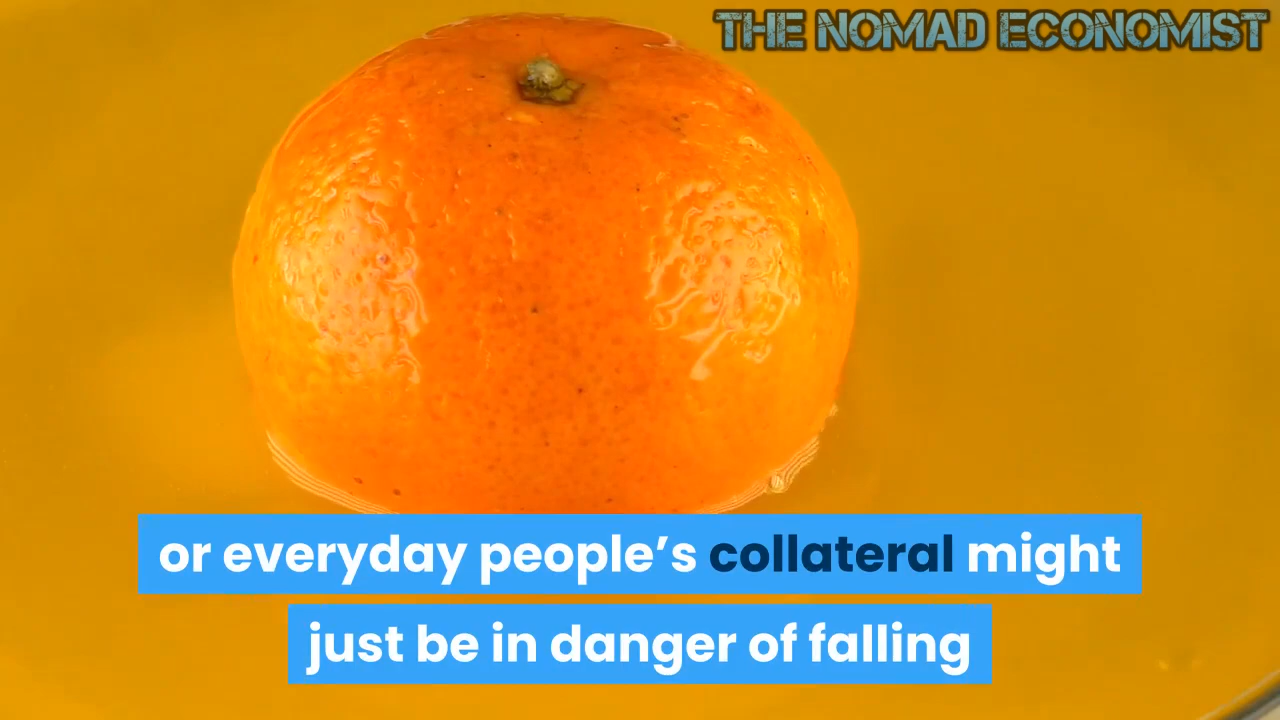 THE NOMAD ECONOMIST
or everyday people’s collateral might
just be in danger of falling